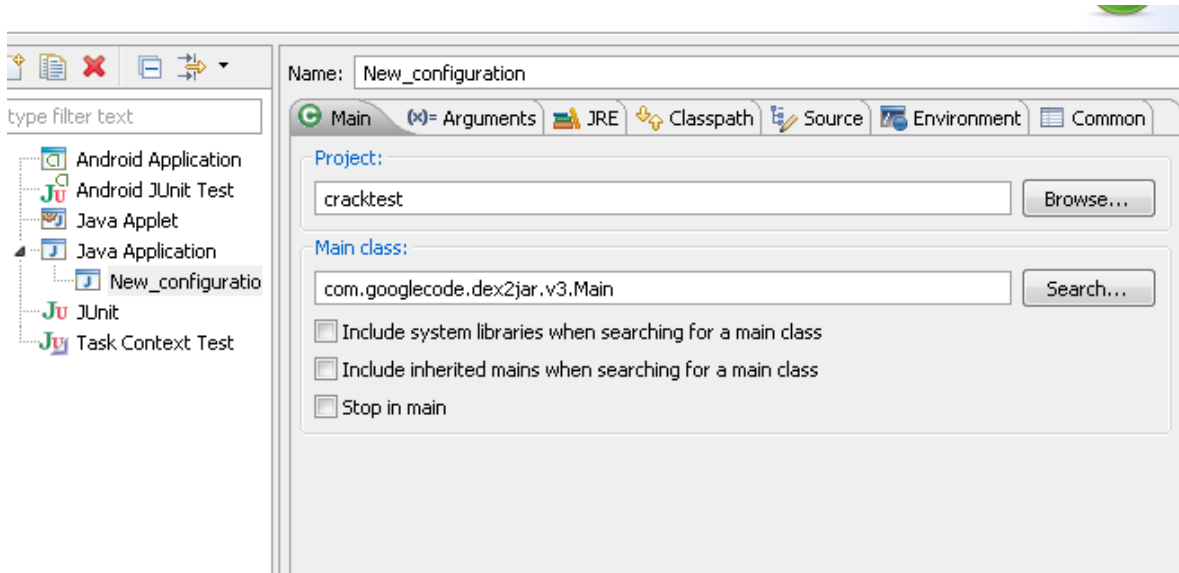 type filter text
Android Application
Android JUnit Test
Java Applet
Java Application
New_configuratio
JUnit
Task Context Test
Name: New_configuration
Main (x)= Arguments JRE Classpath Source Environment Common
Project:
cracktest Browse...
Main class:
com.googlecode.dex2jar.v3.Main Search...
Include system libraries when searching for a main class
Include inherited mains when searching for a main class
Stop in main